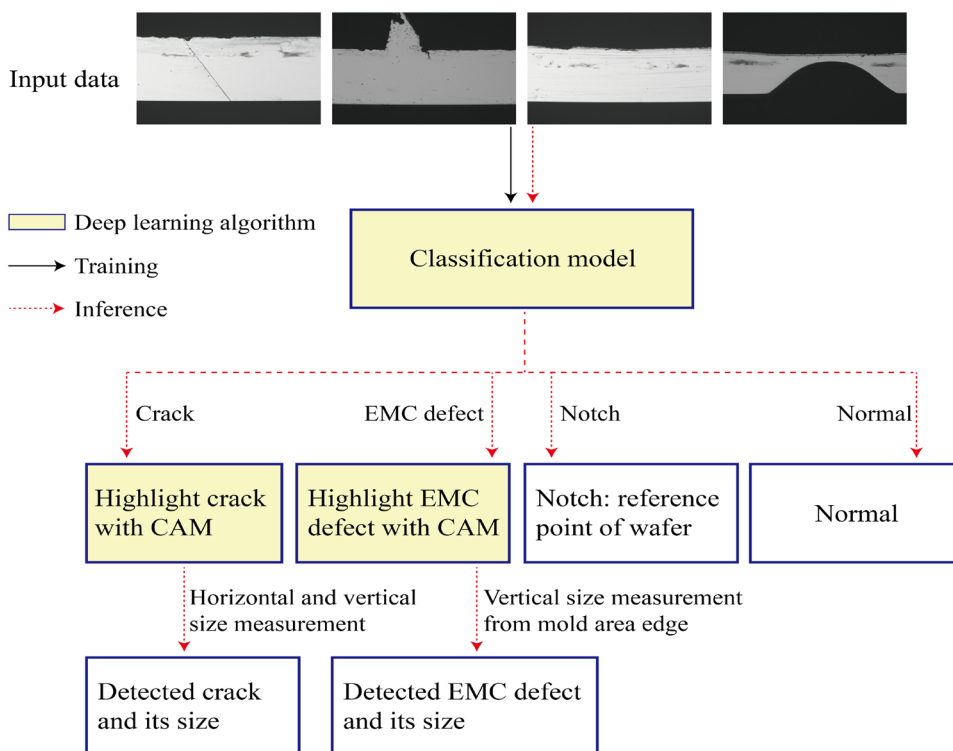 Input data
Deep learning algorithm
Training
Inference
Classification model
Crack
EMC defect
Notch
Normal
Highlight crack
with CAM
Highlight EMC
defect with CAM
Notch: reference
point of wafer
Normal
Horizontal and vertical
size measurement
Vertical size measurement
from mold area edge
Detected crack
and its size
Detected EMC defect
and its size